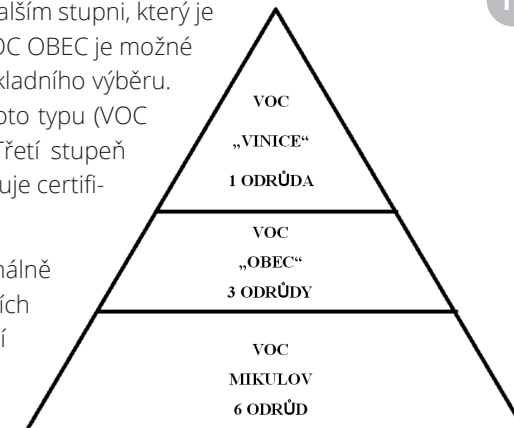 alším stupni, který je
OC OBEC je možné
kladního výběru.
oto typu (VOC
řetí stupeň
uje certifi-
nálně
ích
í
VOC
„VINICE“
1 ODRŮDA
VOC
„OBEC“
3 ODRŮDY
VOC
MIKULOV
6 ODRŮD